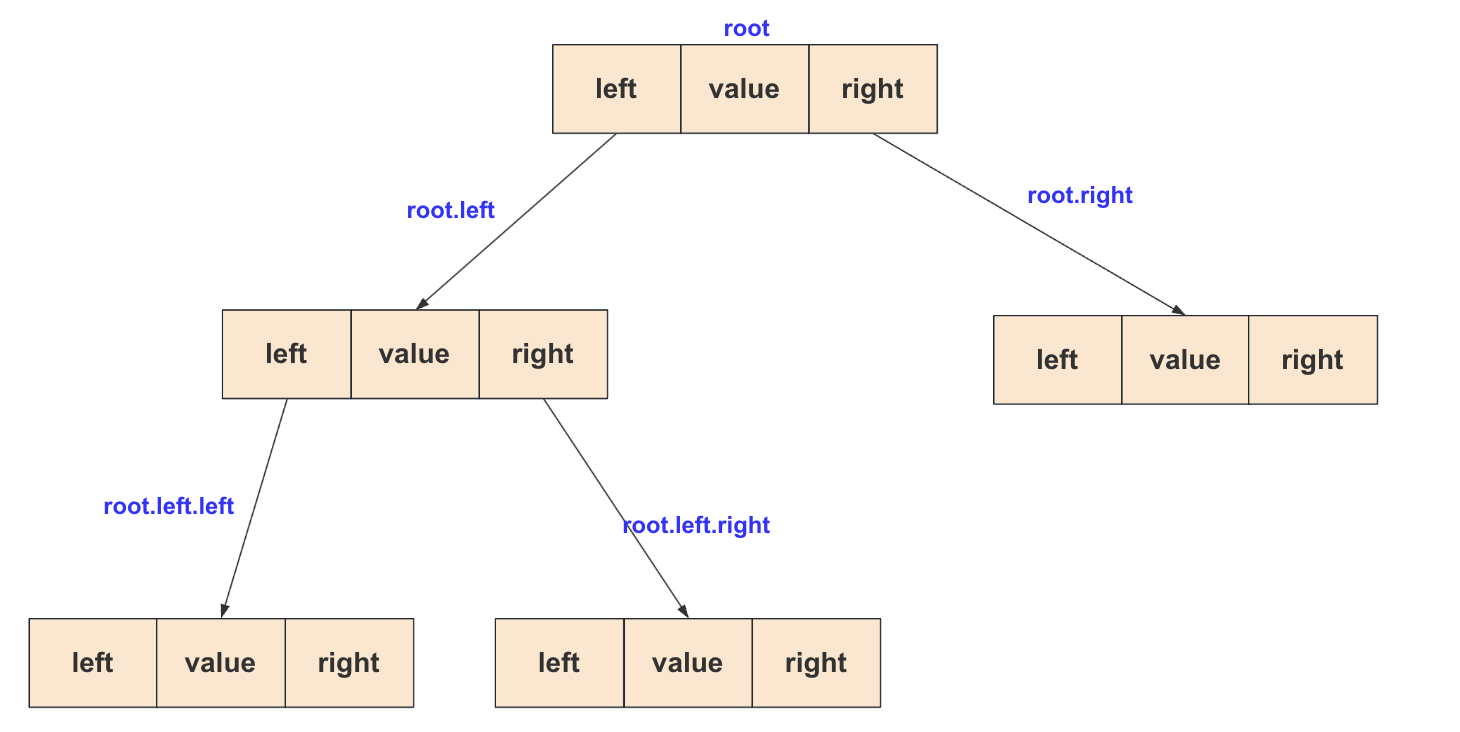 root
left value right
root.left
root.right
left value right
left value right
root.left.left
root.left.right
left value right
left value right